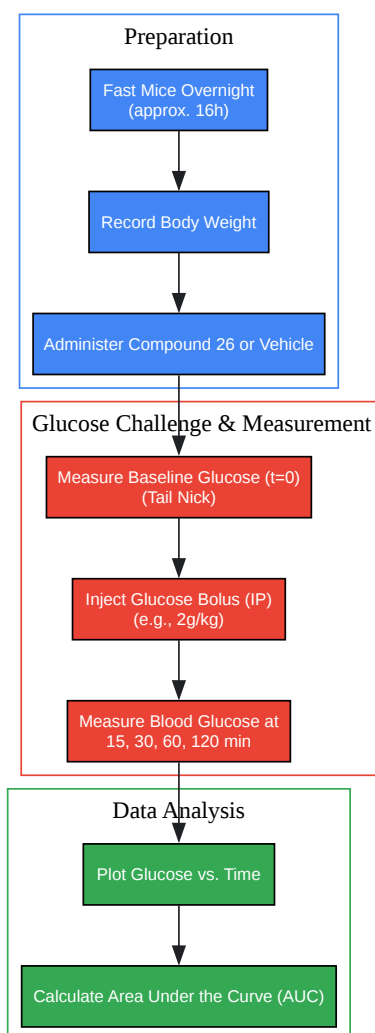 Preparation
Fast Mice Overnight
(approx. 16h)
Record Body Weight
Administer Compound 26 or Vehicle
Glucose Challenge & Measurement
Measure Baseline Glucose (t=0)
(Tail Nick)
Inject Glucose Bolus (IP)
(e.g., 2g/kg)
Measure Blood Glucose at
15, 30, 60, 120 min
Data Analysis
Plot Glucose vs. Time
Calculate Area Under the Curve (AUC)